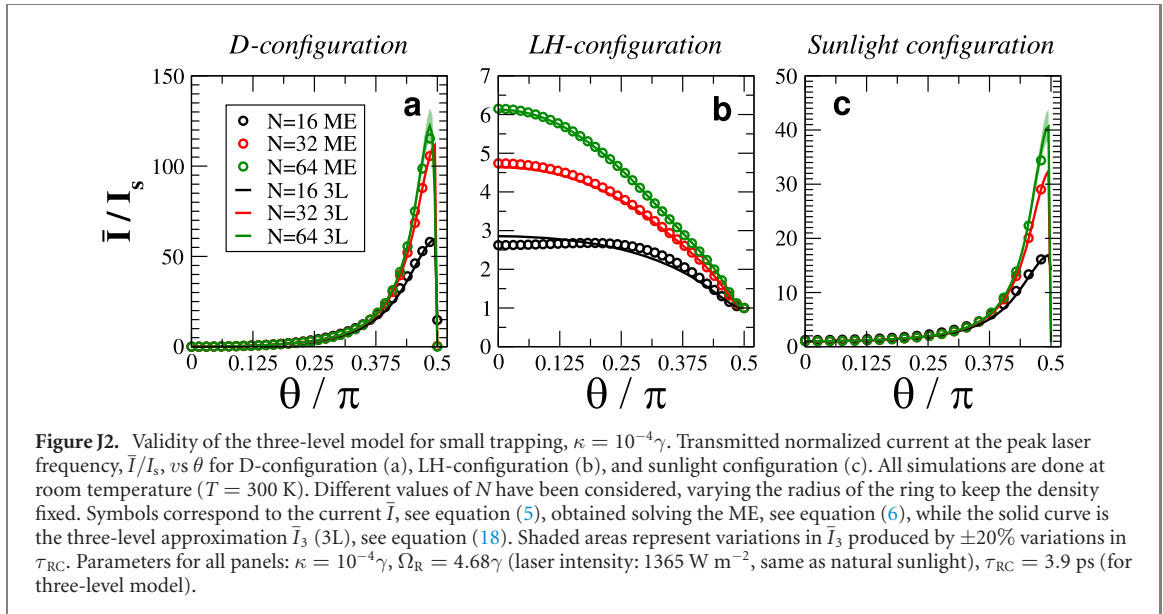 D-configuration
LH-configuration
Sunlight configuration
150
100
50
0
Ī / Iₛ
a
N=16 ME
N=32 ME
N=64 ME
N=16 3L
N=32 3L
N=64 3L
0 0.125 0.25 0.375 0.5
θ / π
7
6
5
4
3
2
1
0
b
0 0.125 0.25 0.375 0.5
θ / π
50
40
30
20
10
0
c
0 0.125 0.25 0.375 0.5
θ / π
Figure J2. Validity of the three-level model for small trapping, κ = 10⁻⁴γ. Transmitted normalized current at the peak laser
frequency, Ī/Iₛ, vs θ for D-configuration (a), LH-configuration (b), and sunlight configuration (c). All simulations are done at
room temperature (T = 300 K). Different values of N have been considered, varying the radius of the ring to keep the density
fixed. Symbols correspond to the current Ī, see equation (5), obtained solving the ME, see equation (6), while the solid curve is
the three-level approximation Ī₃ (3L), see equation (18). Shaded areas represent variations in Ī₃ produced by ±20% variations in
τRC. Parameters for all panels: κ = 10⁻⁴γ, ΩR = 4.68γ (laser intensity: 1365 W m⁻², same as natural sunlight), τRC = 3.9 ps (for
three-level model).